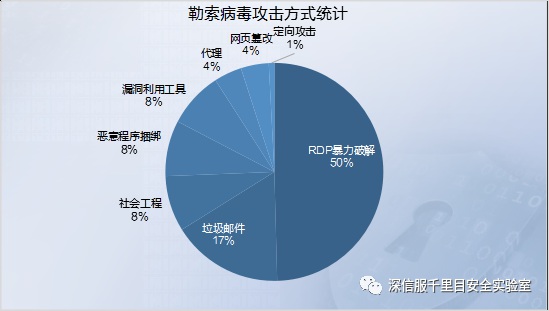 勒索病毒攻击方式统计
定向攻击
1%
网页篡改
4%
代理
4%
漏洞利用工具
8%
恶意程序捆绑
8%
社会工程
8%
垃圾邮件
17%
RDP暴力破解
50%
深信服千里目安全实验室